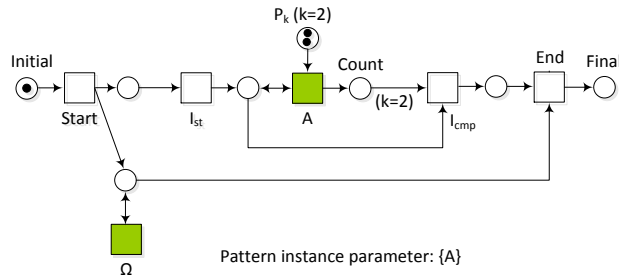 P_k (k=2)
Initial
Count
End
Final
Start
I_st
A
(k=2)
I_cmp
Ω
Pattern instance parameter: {A}